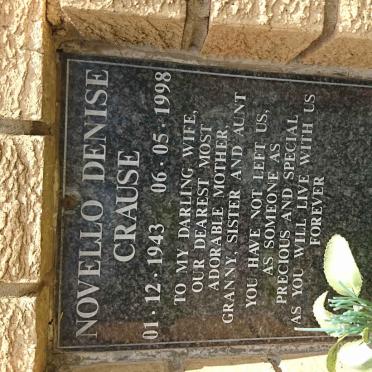 NOVELLO DENISE
CRAUSE
01·12·1943 06·05·1998
TO MY DARLING WIFE,
OUR DEAREST MOST
ADORABLE MOTHER,
GRANNY, SISTER AND AUNT
YOU HAVE NOT LEFT US,
AS SOMEONE AS
PRECIOUS AND SPECIAL
AS YOU WILL LIVE WITH US
FOREVER